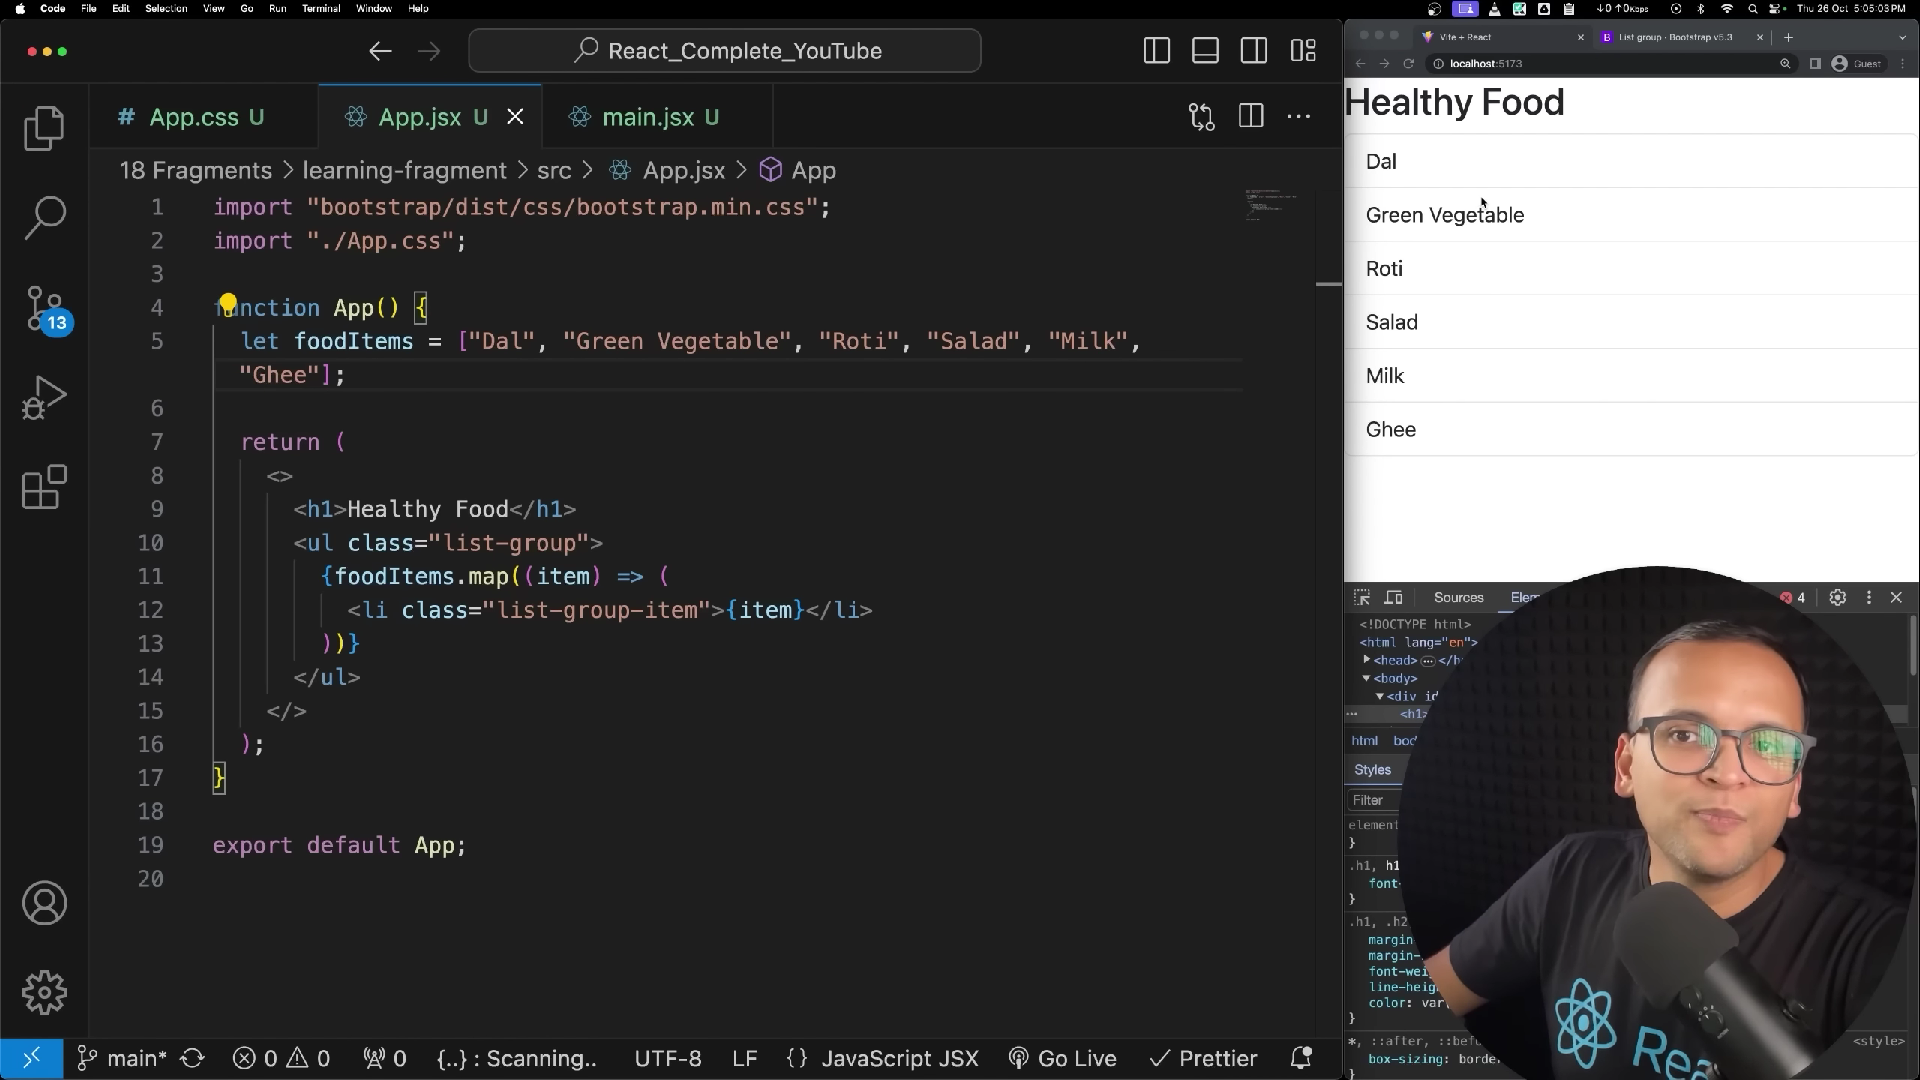 Code File Edit Selection View Go Run Terminal Window Help
Thu 26 Oct 5:05:03 PM
React_Complete_YouTube
# App.css U
App.jsx U
main.jsx U
18 Fragments > learning-fragment > src > App.jsx > App
1 import "bootstrap/dist/css/bootstrap.min.css";
2 import "./App.css";
3
4 function App() {
5 let foodItems = ["Dal", "Green Vegetable", "Roti", "Salad", "Milk",
"Ghee"];
6
7 return (
8 <>
9 <h1>Healthy Food</h1>
10 <ul class="list-group">
11 {foodItems.map((item) => (
12 <li class="list-group-item">{item}</li>
13 ))}
14 </ul>
15 </>
16 );
17 }
18
19 export default App;
20
13
main* 0 0 0 {..} : Scanning.. UTF-8 LF {} JavaScript JSX Go Live Prettier
Vite + React
List group · Bootstrap v5.3
localhost:5173
Guest
Healthy Food
Dal
Green Vegetable
Roti
Salad
Milk
Ghee
Sources Elem 4
<!DOCTYPE html>
<html lang="en">
<head> </h
<body>
<div id
<h1>
html bod
Styles
Filter
element
}
.h1, h1
font-
}
.h1, .h2
margin
margin-
font-wei
line-heig
color: var
}
*, ::after, ::befo <style>
box-sizing: borde
}
Rea